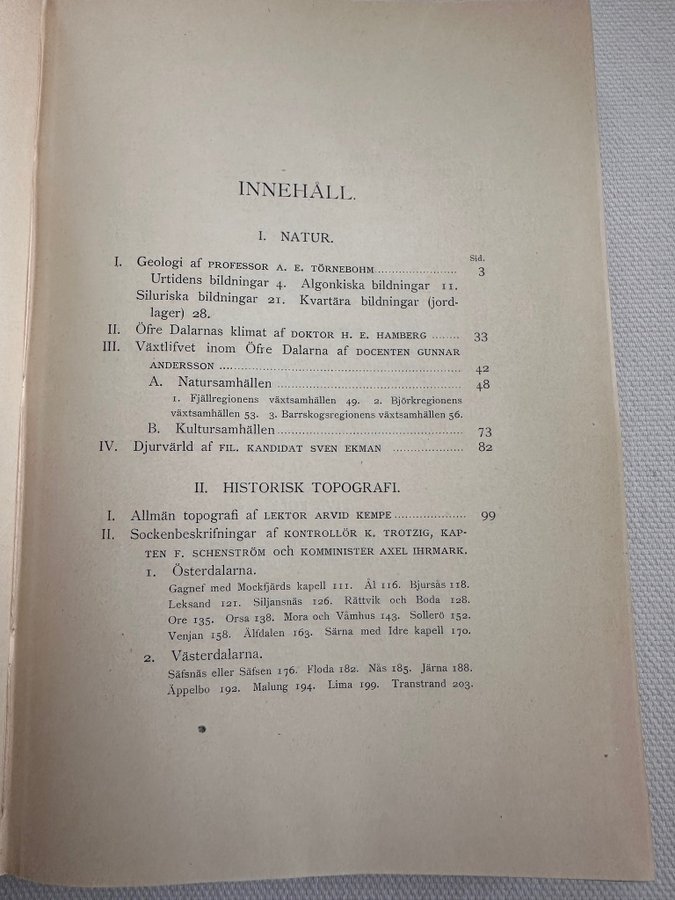 INNEHÅLL.
I. NATUR.
Sid.
I. Geologi af PROFESSOR A. E. TÖRNEBOHM ........................ 3
Urtidens bildningar 4. Algonkiska bildningar 11.
Siluriska bildningar 21. Kvartära bildningar (jord-
lager) 28.
II. Öfre Dalarnas klimat af DOKTOR H. E. HAMBERG ........ 33
III. Växtlifvet inom Öfre Dalarna af DOCENTEN GUNNAR
ANDERSSON ........................ 42
A. Natursamhällen ........................ 48
1. Fjällregionens växtsamhällen 49. 2. Björkregionens
växtsamhällen 53. 3. Barrskogsregionens växtsamhällen 56.
B. Kultursamhällen ........................ 73
IV. Djurvärld af FIL. KANDIDAT SVEN EKMAN .................... 82
II. HISTORISK TOPOGRAFI.
I. Allmän topografi af LEKTOR ARVID KEMPE .................... 99
II. Sockenbeskrifningar af KONTROLLÖR K. TROTZIG, KAP-
TEN F. SCHENSTRÖM och KOMMINISTER AXEL IHRMARK.
1. Österdalarna.
Gagnef med Mockfjärds kapell 111. Ål 116. Bjursås 118.
Leksand 121. Siljansnäs 126. Rättvik och Boda 128.
Ore 135. Orsa 138. Mora och Våmhus 143. Sollerö 152.
Venjan 158. Älfdalen 163. Särna med Idre kapell 170.
2. Västerdalarna.
Säfsnäs eller Säfsen 176. Floda 182. Nås 185. Järna 188.
Äppelbo 192. Malung 194. Lima 199. Transtrand 203.